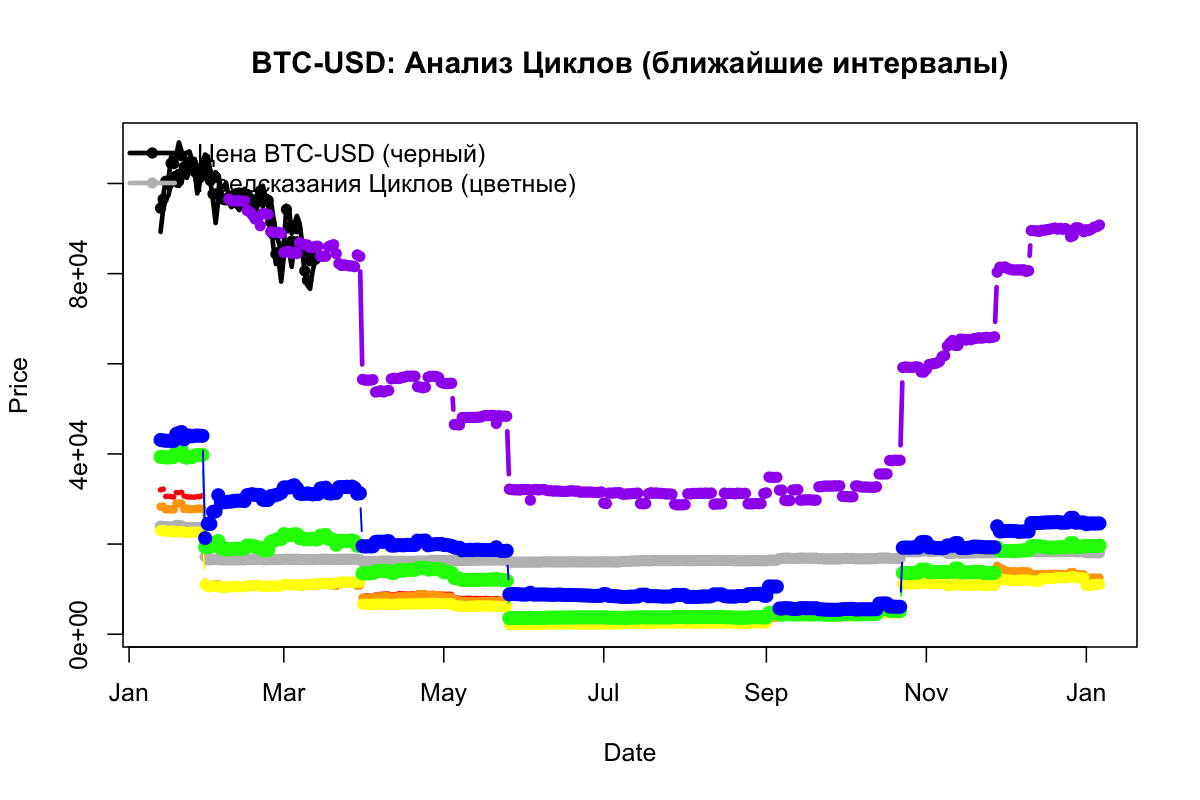 BTC-USD: Анализ Циклов (ближайшие интервалы)
Цена BTC-USD (черный)
Предсказания Циклов (цветные)
Price
8e+04
4e+04
0e+00
Jan Mar May Jul Sep Nov Jan
Date